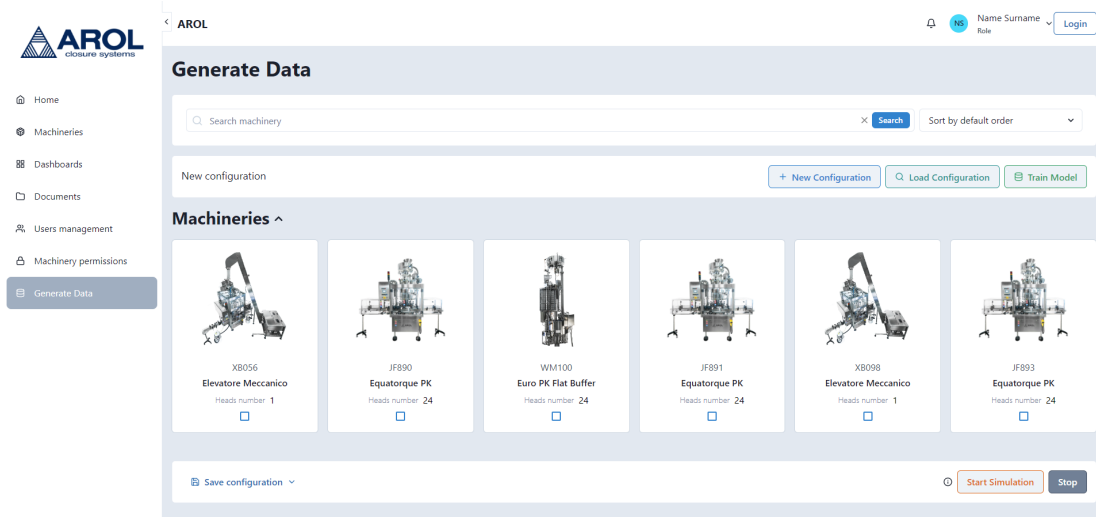 AROL
closure systems
Home
Machineries
Dashboards
Documents
Users management
Machinery permissions
Generate Data
AROL
NS
Name Surname
Role
Login
Generate Data
Search machinery
Search
Sort by default order
New configuration
+ New Configuration
Load Configuration
Train Model
Machineries
XB056
Elevatore Meccanico
Heads number 1
JF890
Equatorque PK
Heads number 24
WM100
Euro PK Flat Buffer
Heads number 24
JF891
Equatorque PK
Heads number 24
XB098
Elevatore Meccanico
Heads number 1
JF893
Equatorque PK
Heads number 24
Save configuration
Start Simulation
Stop